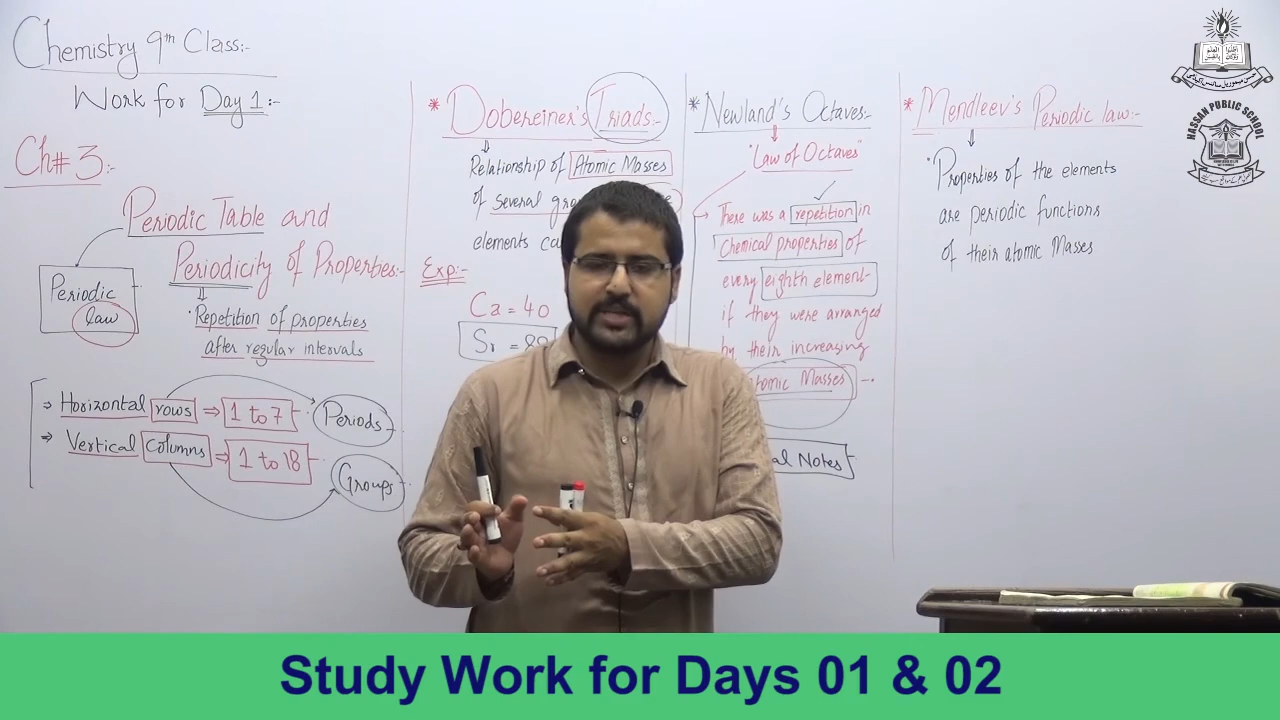 Chemistry 9th Class:-
Work for Day 1:-
Ch# 3:-
Periodic Table and
Periodicity of Properties:-
Periodic
law
• Repetition of properties
after regular intervals
⇒ Horizontal rows ⇒ 1 to 7
Periods
⇒ Vertical columns ⇒ 1 to 18
Groups
* Dobereiner's Triads:-
Relationship of Atomic Masses
of several
elements
Exp:-
Ca = 40
Sr =
* Newland's Octaves:-
"Law of Octaves"
There was a repetition in
chemical properties of
every eighth element
if they were arranged
by their increasing
Atomic Masses
Notes
* Mendleev's Periodic law:-
"Properties of the elements
are periodic functions
of their atomic Masses
HASSAN PUBLIC SCHOOL
Study Work for Days 01 & 02